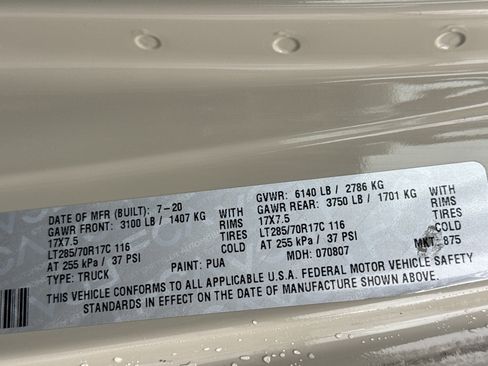 DATE OF MFR (BUILT): 7-20 GVWR: 6140 LB / 2786 KG
GAWR FRONT: 3100 LB / 1407 KG WITH GAWR REAR: 3750 LB / 1701 KG WITH
17X7.5 RIMS 17X7.5 RIMS
LT285/70R17C 116 TIRES LT285/70R17C 116 TIRES
AT 255 kPa / 37 PSI COLD AT 255 kPa / 37 PSI COLD
TYPE: TRUCK PAINT: PUA MDH: 070807 MKT: 875
THIS VEHICLE CONFORMS TO ALL APPLICABLE U.S.A. FEDERAL MOTOR VEHICLE SAFETY
STANDARDS IN EFFECT ON THE DATE OF MANUFACTURE SHOWN ABOVE.